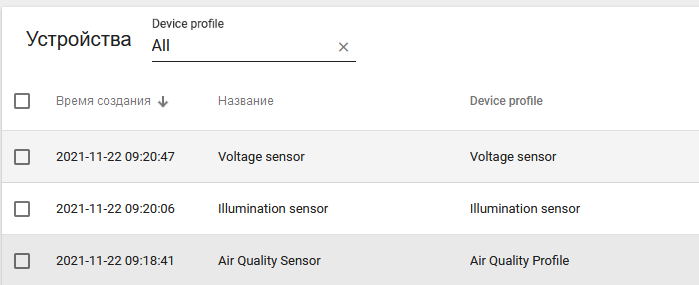 Устройства
Device profile
All
Время создания Название Device profile
2021-11-22 09:20:47 Voltage sensor Voltage sensor
2021-11-22 09:20:06 Illumination sensor Illumination sensor
2021-11-22 09:18:41 Air Quality Sensor Air Quality Profile